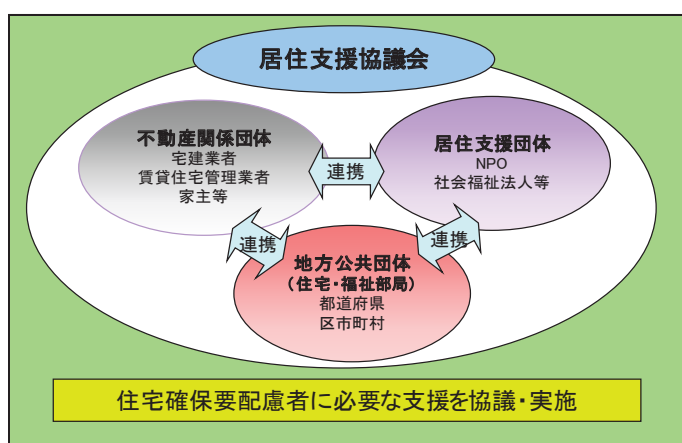 居住支援協議会
不動産関係団体
宅建業者
賃貸住宅管理業者
家主等
連携
居住支援団体
NPO
社会福祉法人等
連携
連携
地方公共団体
(住宅・福祉部局)
都道府県
区市町村
住宅確保要配慮者に必要な支援を協議・実施